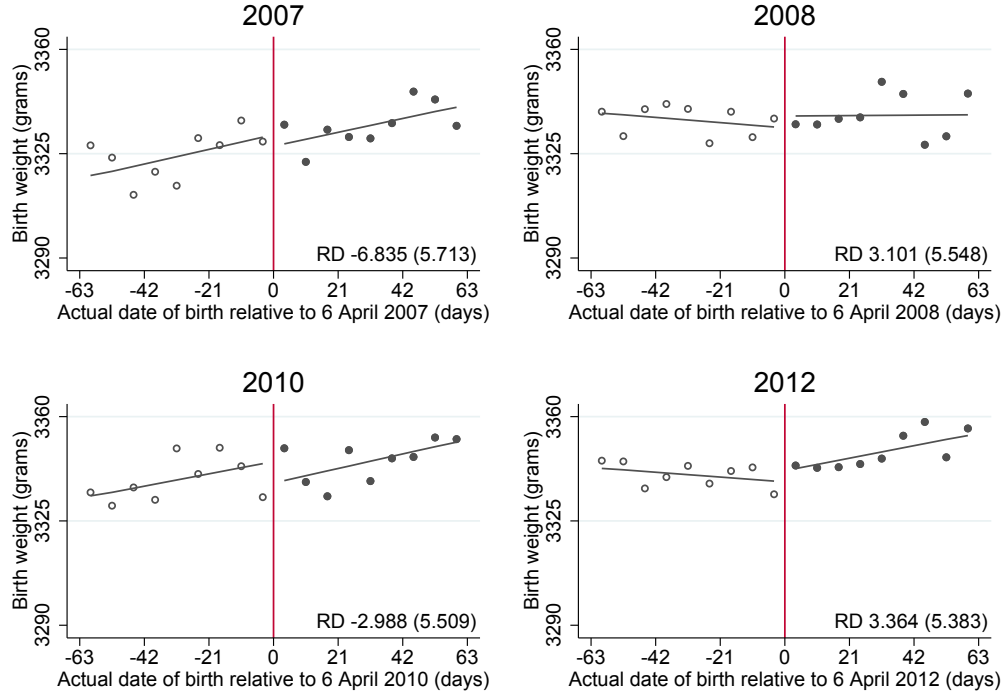 2007
Birth weight (grams)
3360
3325
3290
RD -6.835 (5.713)
-63 -42 -21 0 21 42 63
Actual date of birth relative to 6 April 2007 (days)
2008
Birth weight (grams)
3360
3325
3290
RD 3.101 (5.548)
-63 -42 -21 0 21 42 63
Actual date of birth relative to 6 April 2008 (days)
2010
Birth weight (grams)
3360
3325
3290
RD -2.988 (5.509)
-63 -42 -21 0 21 42 63
Actual date of birth relative to 6 April 2010 (days)
2012
Birth weight (grams)
3360
3325
3290
RD 3.364 (5.383)
-63 -42 -21 0 21 42 63
Actual date of birth relative to 6 April 2012 (days)